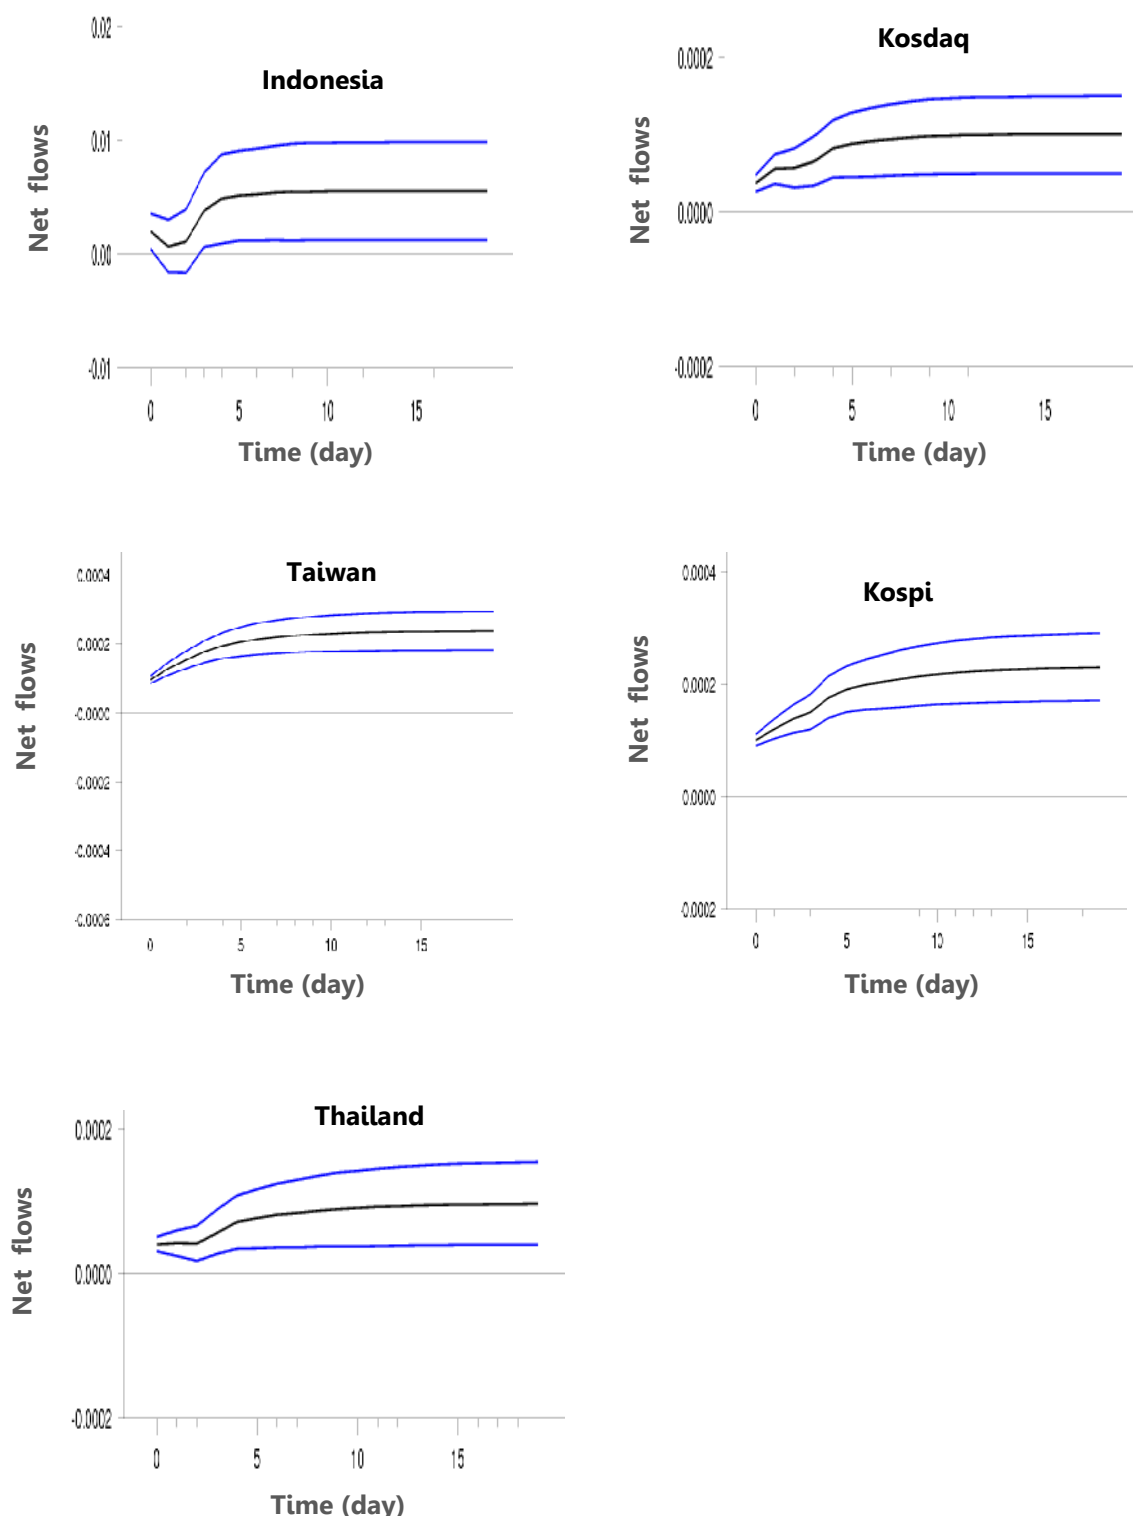 Indonesia
Net flows
0.02
0.01
0.00
-0.01
0 5 10 15
Time (day)
Kosdaq
Net flows
0.0002
0.0000
-0.0002
0 5 10 15
Time (day)
Taiwan
Net flows
0.0004
0.0002
-0.0000
-0.0002
-0.0004
-0.0006
0 5 10 15
Time (day)
Kospi
Net flows
0.0004
0.0002
0.0000
-0.0002
0 5 10 15
Time (day)
Thailand
Net flows
0.0002
0.0000
-0.0002
0 5 10 15
Time (day)